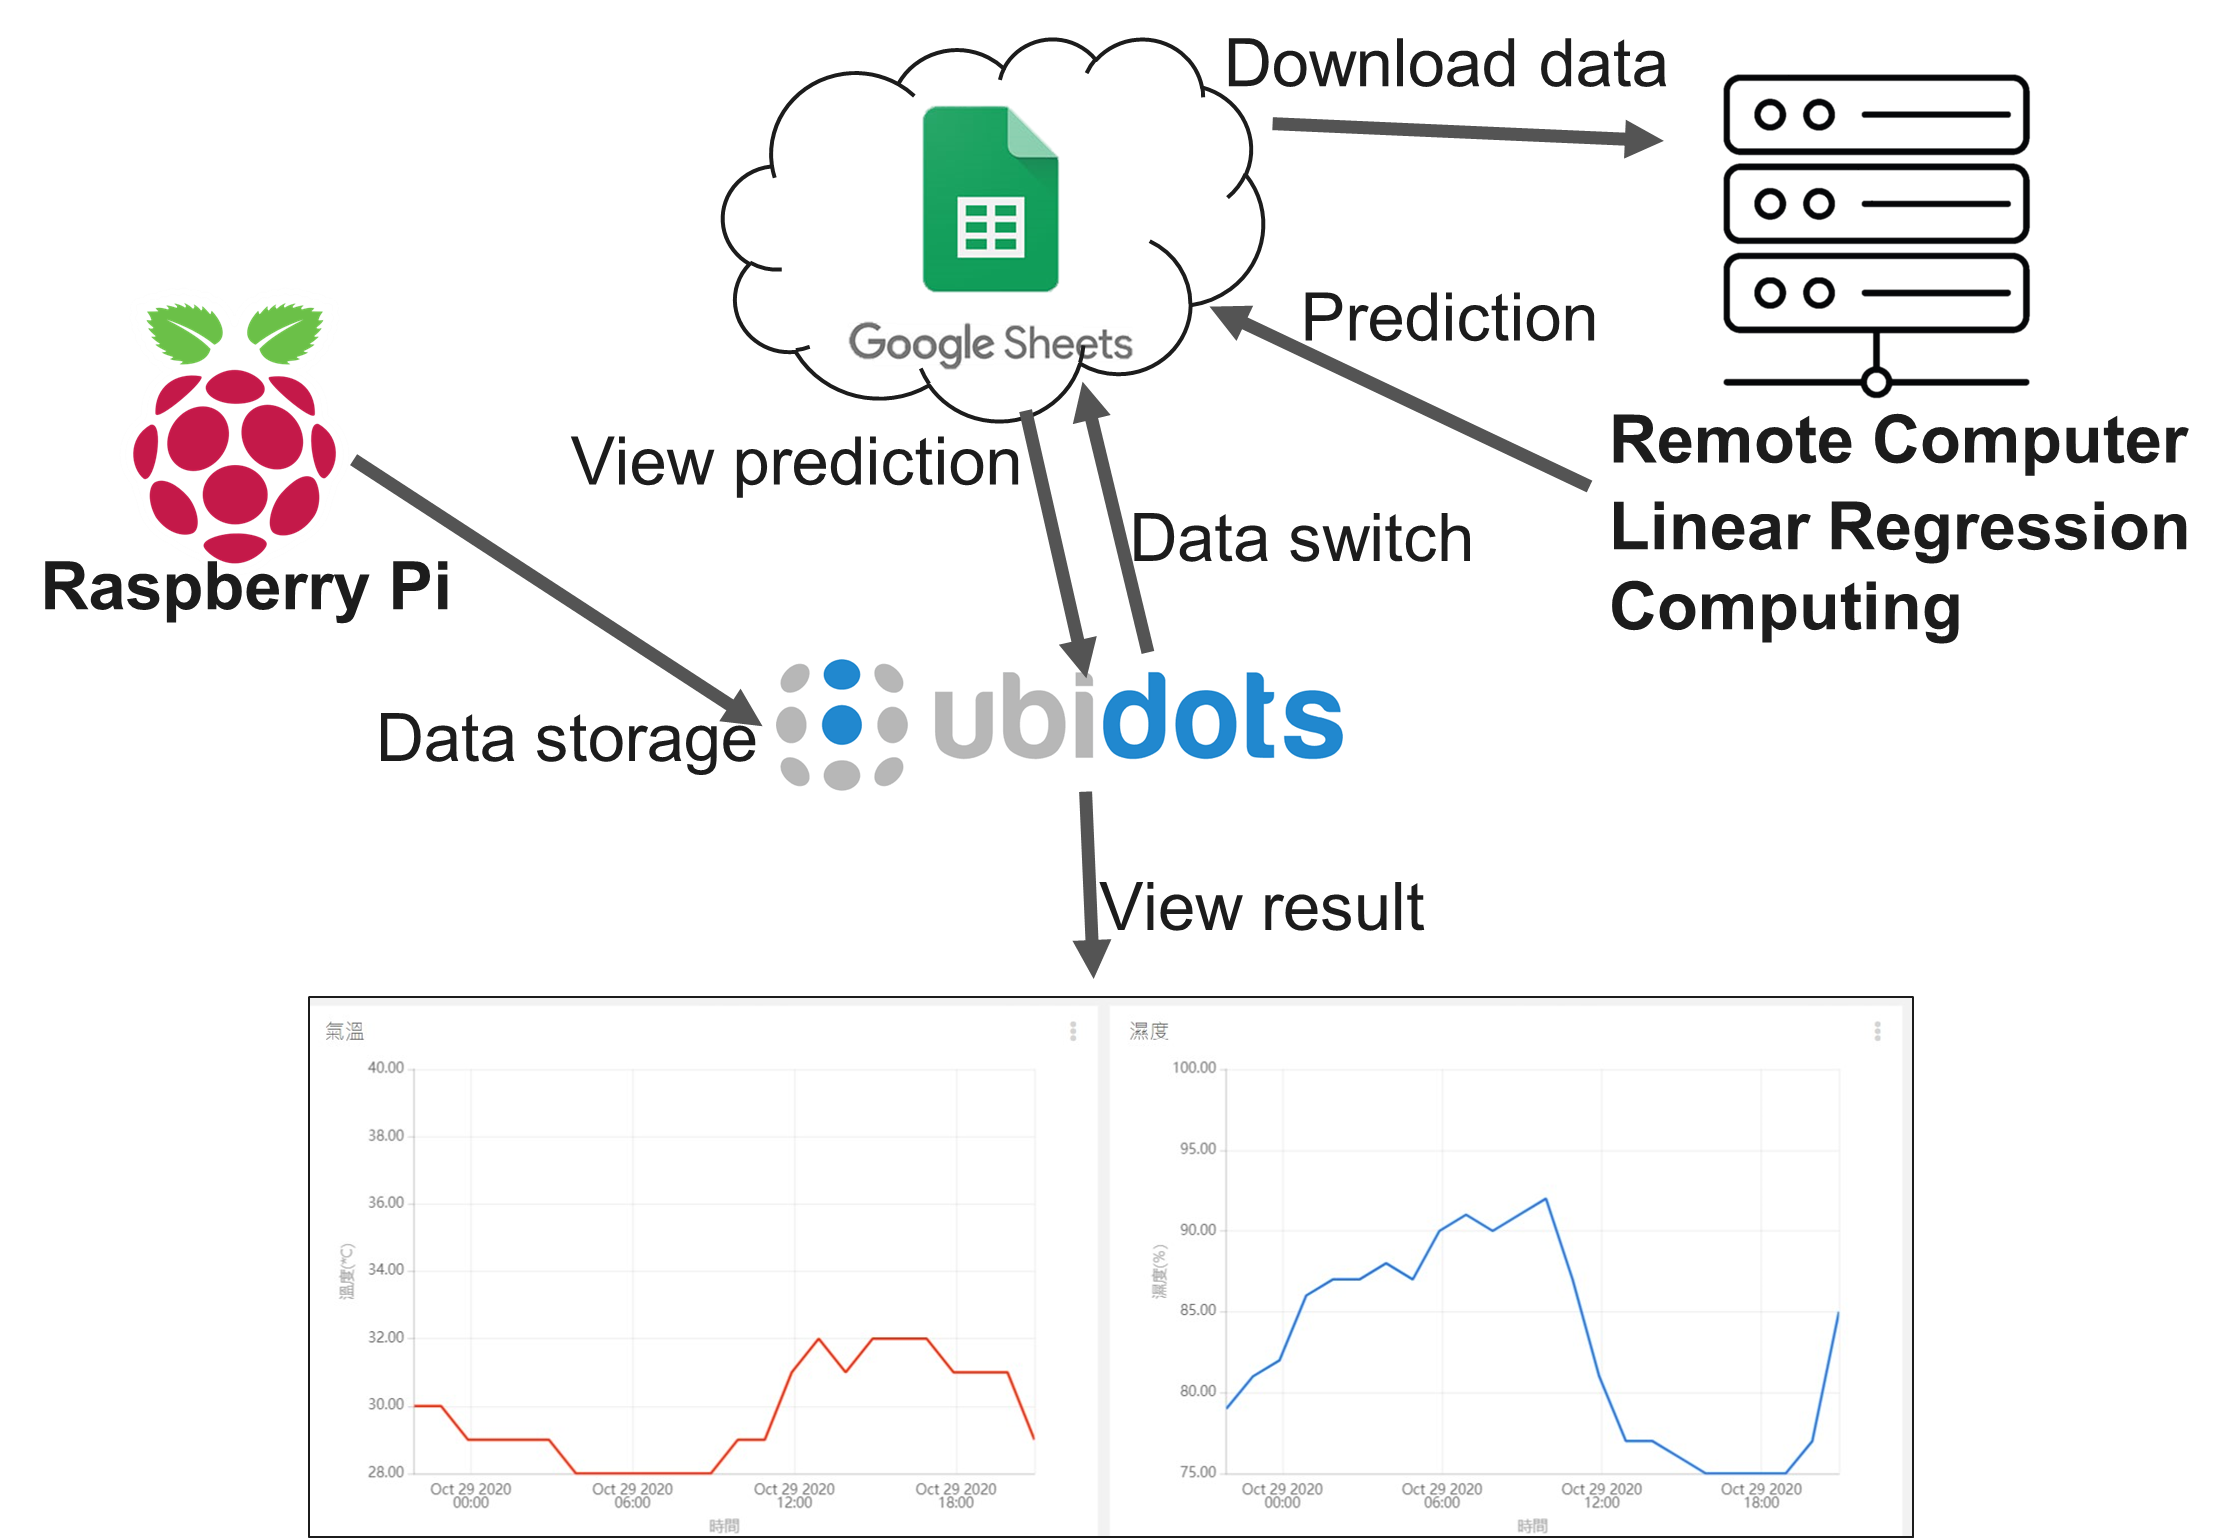 Download data
Google Sheets
Prediction
Remote Computer
Linear Regression
Computing
View prediction
Data switch
Raspberry Pi
Data storage
ubidots
View result
氣溫
40.00
38.00
36.00
34.00
32.00
30.00
28.00
溫度(°C)
Oct 29 2020
00:00
Oct 29 2020
06:00
Oct 29 2020
12:00
Oct 29 2020
18:00
時間
濕度
100.00
95.00
90.00
85.00
80.00
75.00
濕度(%)
Oct 29 2020
00:00
Oct 29 2020
06:00
Oct 29 2020
12:00
Oct 29 2020
18:00
時間